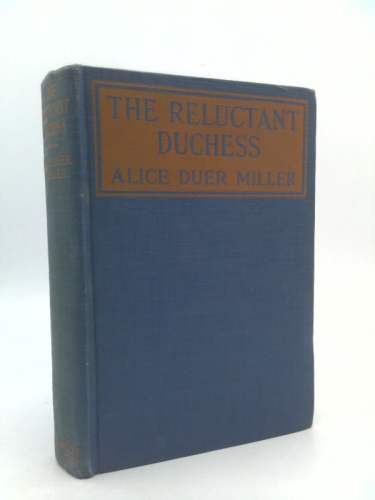 THE RELUCTANT
DUCHESS
ALICE DUER MILLER